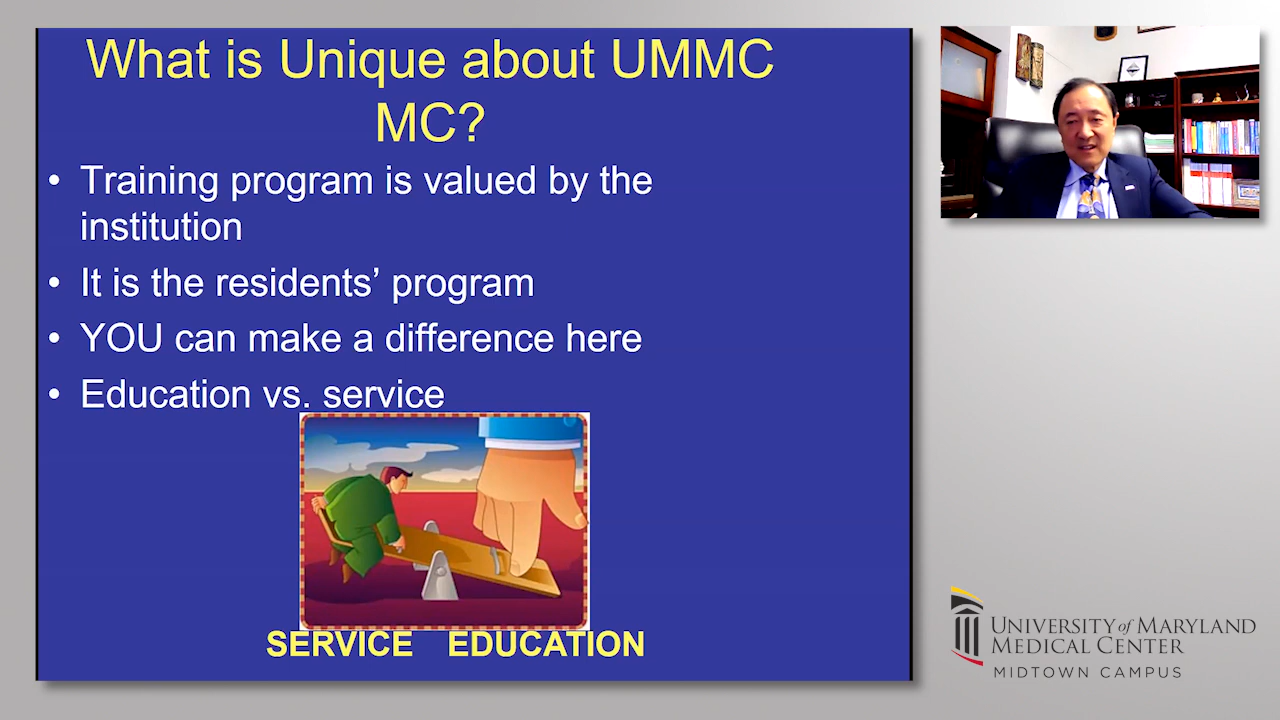 What is Unique about UMMC
MC?
• Training program is valued by the
institution
• It is the residents’ program
• YOU can make a difference here
• Education vs. service
SERVICE EDUCATION
UNIVERSITY of MARYLAND
MEDICAL CENTER
MIDTOWN CAMPUS